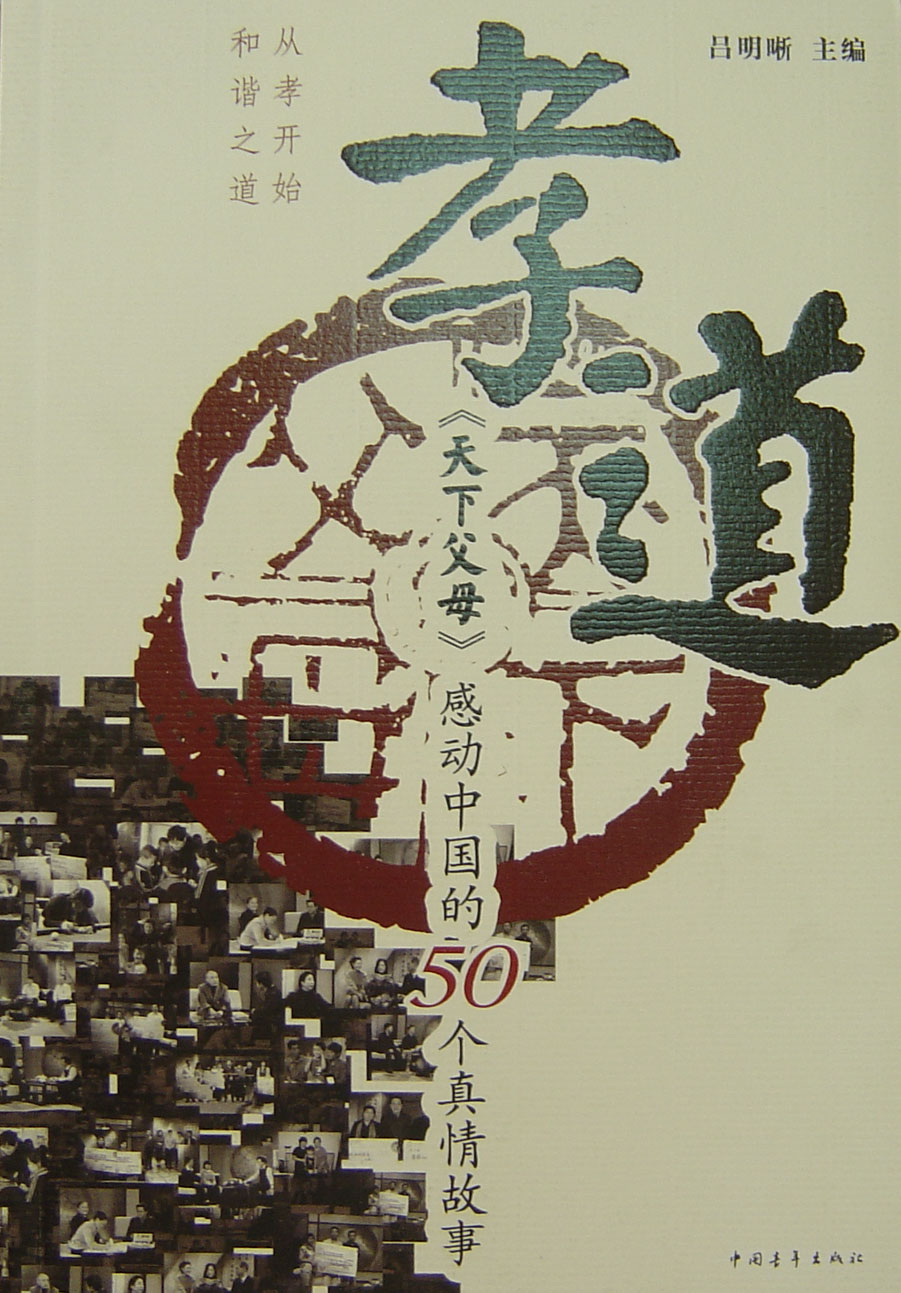 从孝开始
和谐之道
吕明晰 主编
孝道
《天下父母》感动中国的50个真情故事
天下父母
中国青年出版社